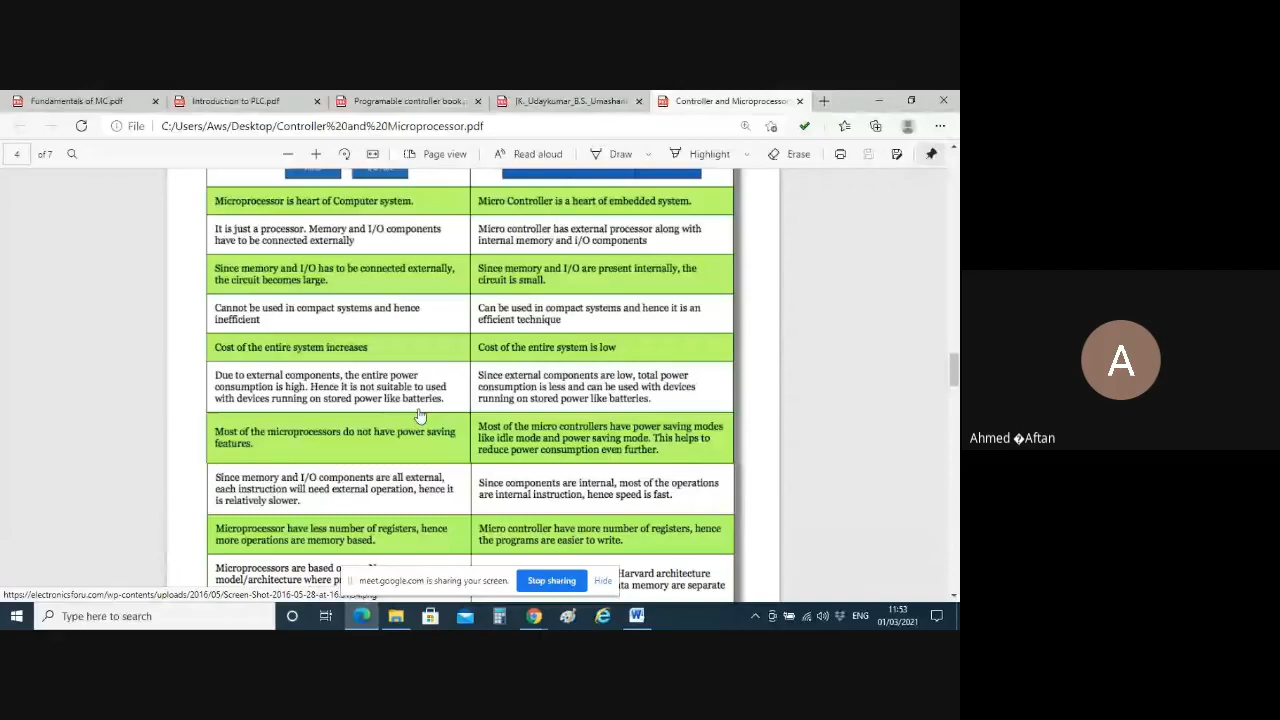 Fundamentals of MC.pdf
Introduction to PLC.pdf
Programable controller book.
[K._Udaykumar_B.S._Umashan
Controller and Microprocessor
File
C:/Users/Aws/Desktop/Controller%20and%20Microprocessor.pdf
4 of 7
Page view
Read aloud
Draw
Highlight
Erase
Microprocessor is heart of Computer system.
Micro Controller is a heart of embedded system.
It is just a processor. Memory and I/O components
have to be connected externally
Micro controller has external processor along with
internal memory and i/O components
Since memory and I/O has to be connected externally,
the circuit becomes large.
Since memory and I/O are present internally, the
circuit is small.
Cannot be used in compact systems and hence
inefficient
Can be used in compact systems and hence it is an
efficient technique
Cost of the entire system increases
Cost of the entire system is low
Due to external components, the entire power
consumption is high. Hence it is not suitable to used
with devices running on stored power like batteries.
Since external components are low, total power
consumption is less and can be used with devices
running on stored power like batteries.
Most of the microprocessors do not have power saving
features.
Most of the micro controllers have power saving modes
like idle mode and power saving mode. This helps to
reduce power consumption even further.
Since memory and I/O components are all external,
each instruction will need external operation, hence it
is relatively slower.
Since components are internal, most of the operations
are internal instruction, hence speed is fast.
Microprocessor have less number of registers, hence
more operations are memory based.
Micro controller have more number of registers, hence
the programs are easier to write.
Microprocessors are based o
model/architecture where p
Harvard architecture
ta memory are separate
meet.google.com is sharing your screen.
Stop sharing
Hide
Type here to search
ENG
11:53
01/03/2021
A
Ahmed �Aftan